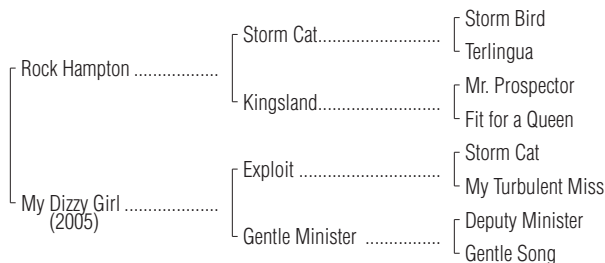 Storm Bird
Storm Cat........................................
Terlingua
Rock Hampton ..................
Mr. Prospector
Kingsland........................................
Fit for a Queen
Storm Cat
Exploit ...........................................
My Turbulent Miss
My Dizzy Girl ....................
(2005)
Deputy Minister
Gentle Minister ......................
Gentle Song